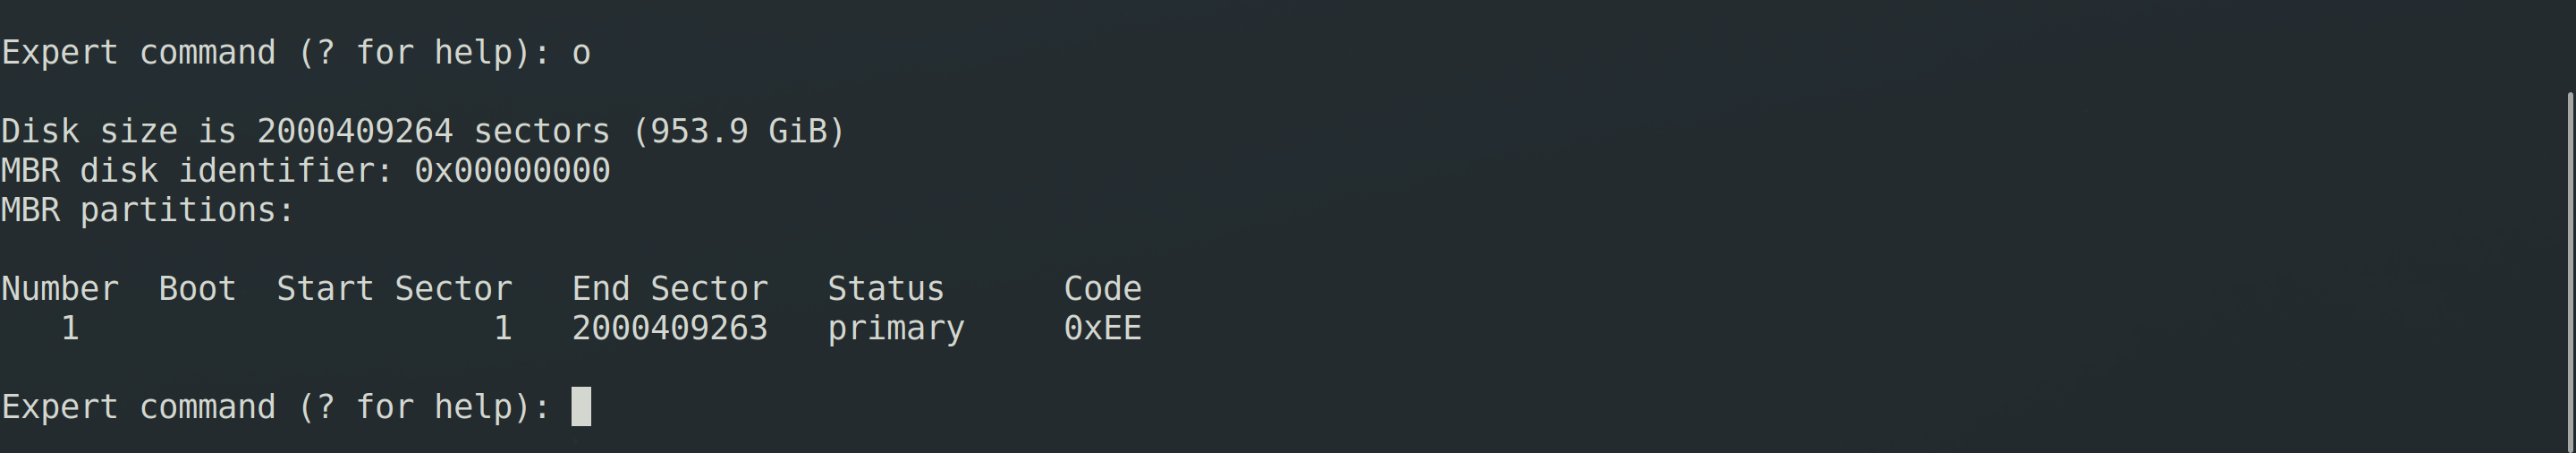 Expert command (? for help): o
Disk size is 2000409264 sectors (953.9 GiB)
MBR disk identifier: 0x00000000
MBR partitions:
Number  Boot  Start Sector   End Sector   Status      Code
   1                     1   2000409263   primary     0xEE
Expert command (? for help):